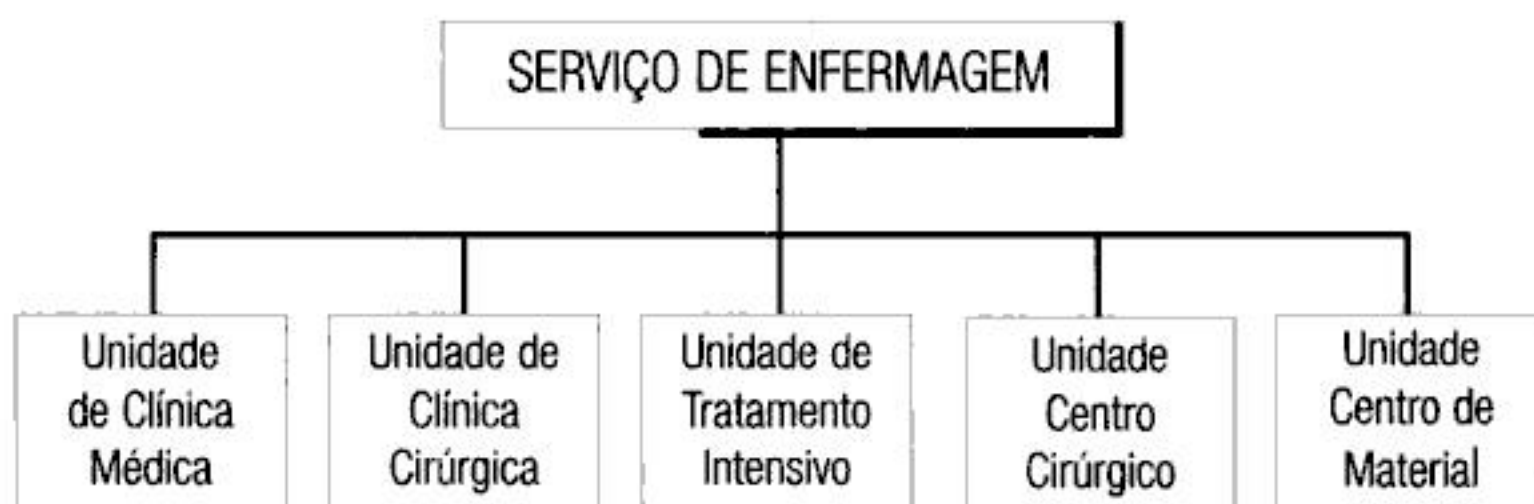 SERVIÇO DE ENFERMAGEM
Unidade
de Clínica
Médica
Unidade de
Clínica
Cirúrgica
Unidade de
Tratamento
Intensivo
Unidade
Centro
Cirúrgico
Unidade
Centro de
Material